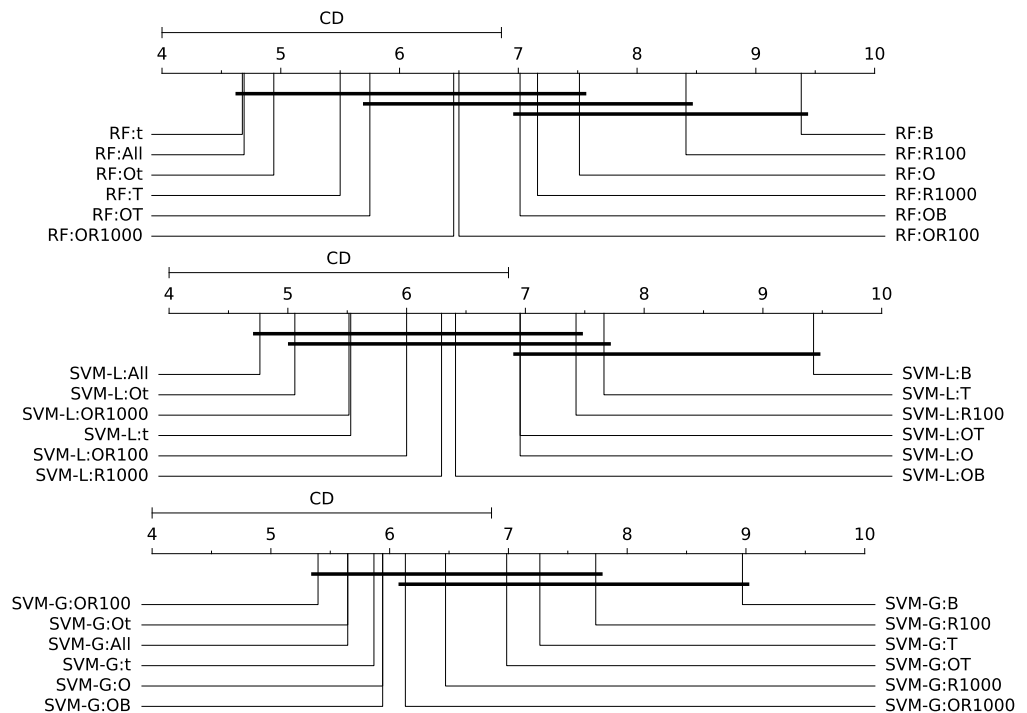 CD
4 5 6 7 8 9 10
RF:t RF:B
RF:All RF:R100
RF:Ot RF:O
RF:T RF:R1000
RF:OT RF:OB
RF:OR1000 RF:OR100
CD
4 5 6 7 8 9 10
SVM-L:All SVM-L:B
SVM-L:Ot SVM-L:T
SVM-L:OR1000 SVM-L:R100
SVM-L:t SVM-L:OT
SVM-L:OR100 SVM-L:O
SVM-L:R1000 SVM-L:OB
CD
4 5 6 7 8 9 10
SVM-G:OR100 SVM-G:B
SVM-G:Ot SVM-G:R100
SVM-G:All SVM-G:T
SVM-G:t SVM-G:OT
SVM-G:O SVM-G:R1000
SVM-G:OB SVM-G:OR1000